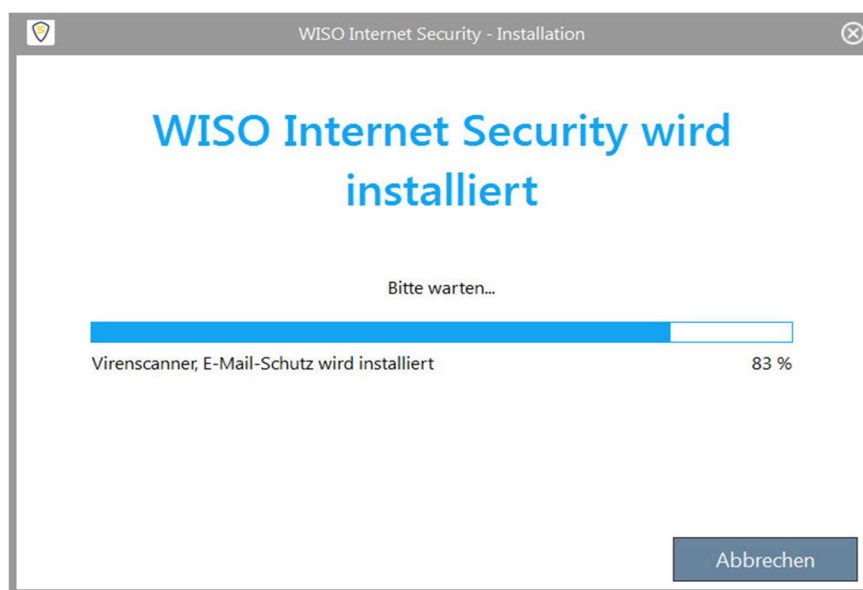 WISO Internet Security - Installation
WISO Internet Security wird
installiert
Bitte warten...
Virenscanner, E-Mail-Schutz wird installiert 83 %
Abbrechen